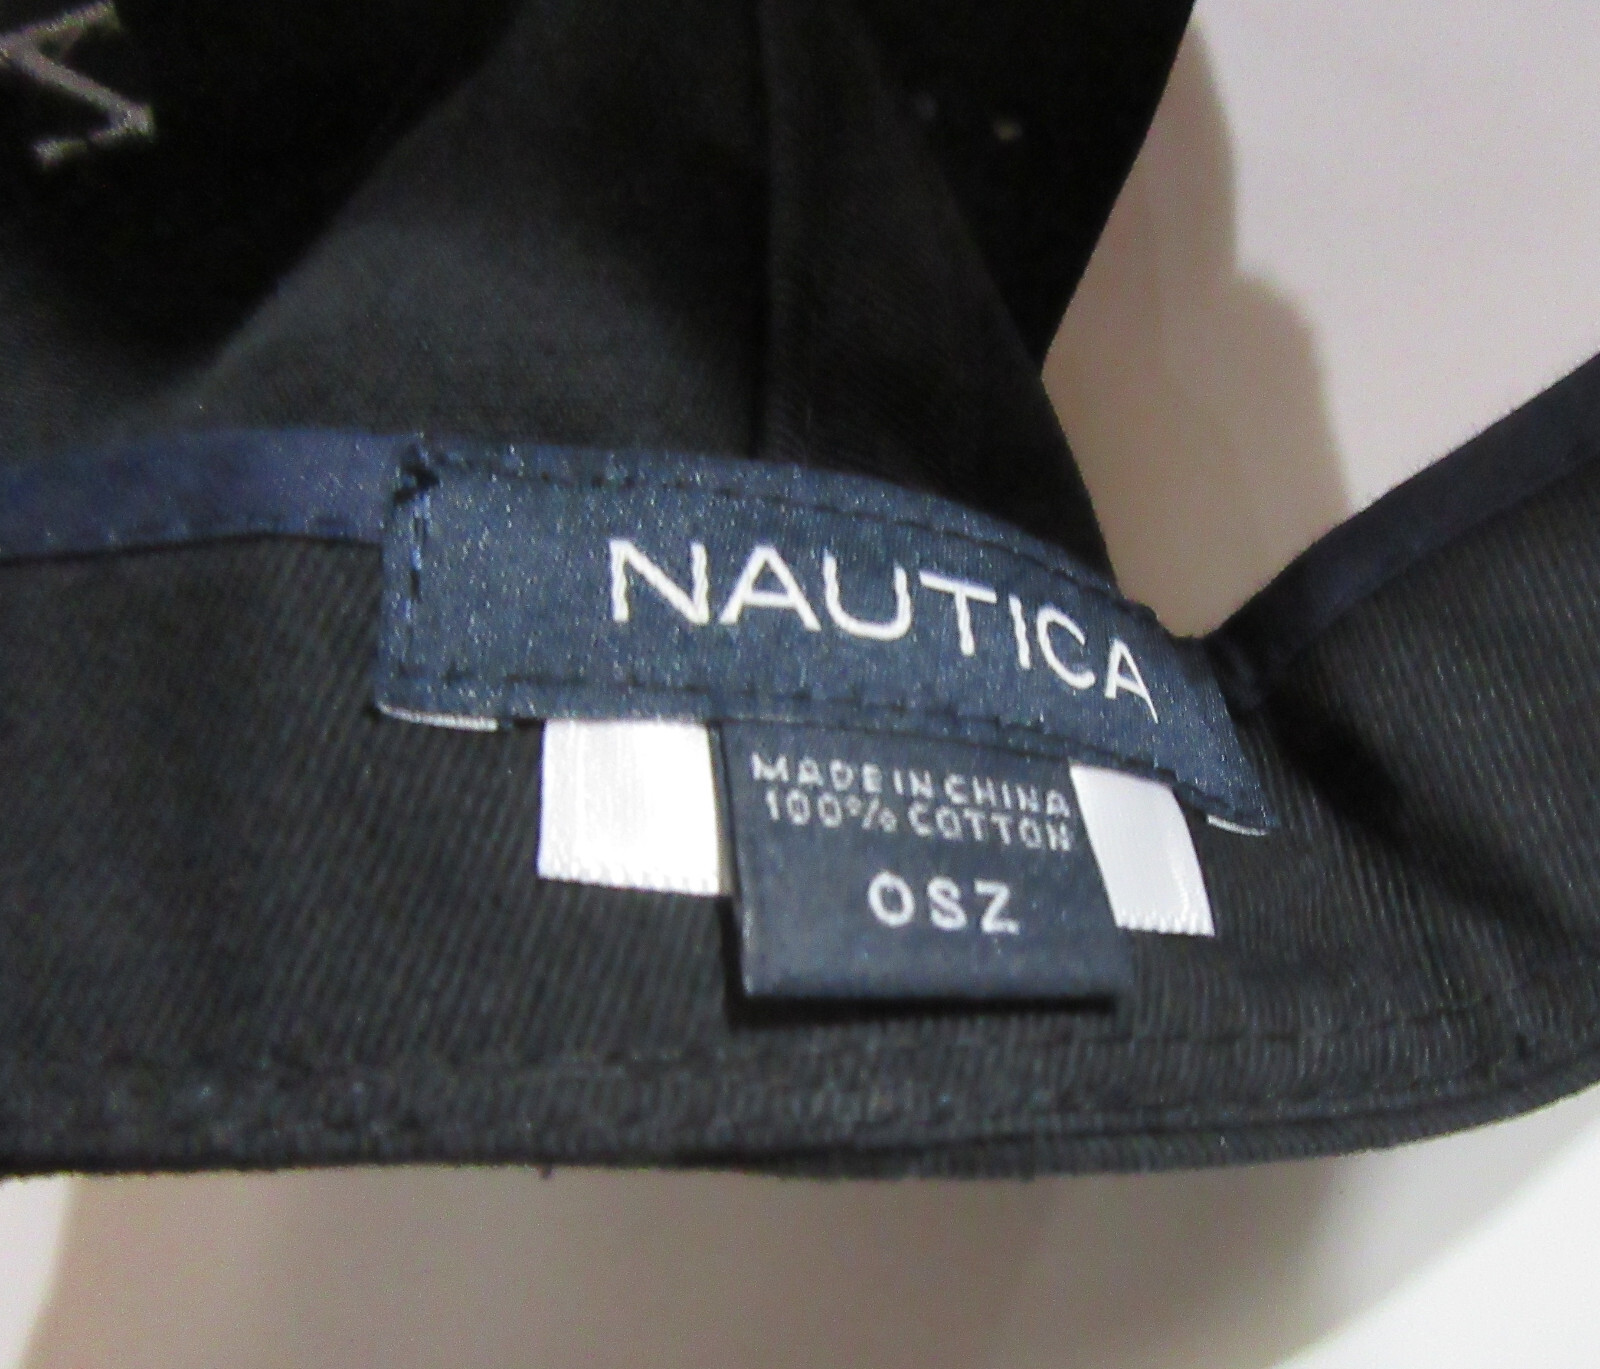 NAUTICA
MADE IN CHINA
100% COTTON
OSZ